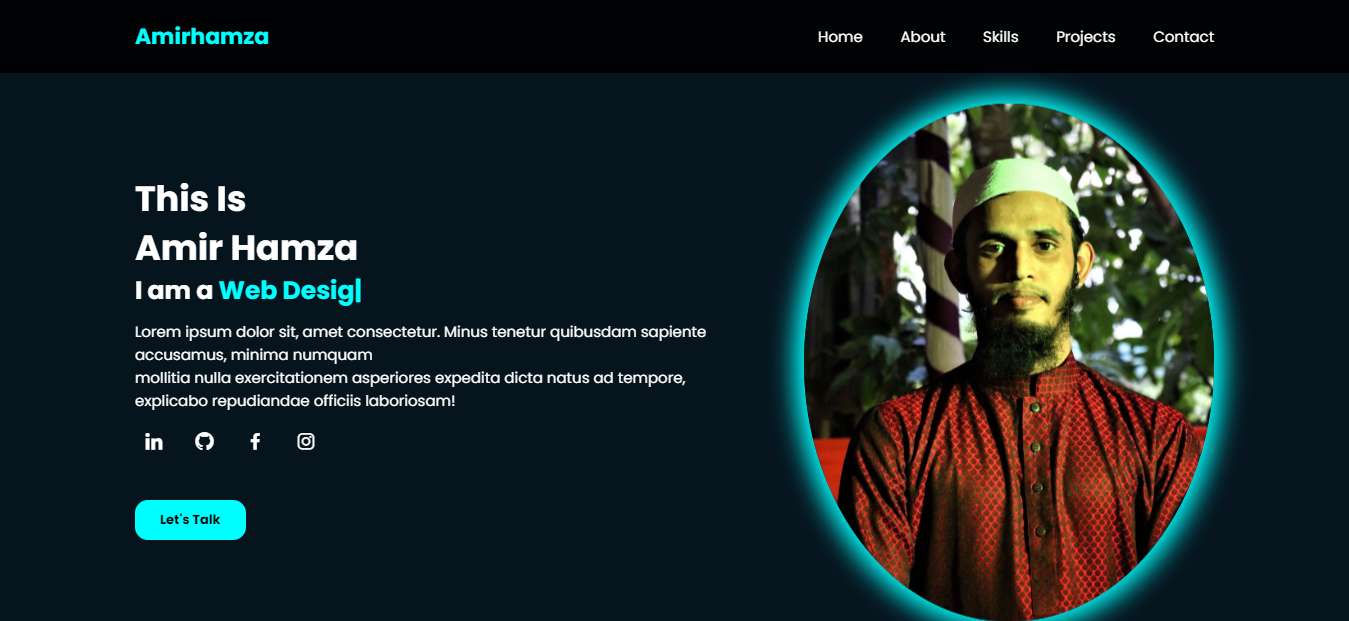 Amirhamza
Home About Skills Projects Contact
This Is
Amir Hamza
I am a Web Desig|
Lorem ipsum dolor sit, amet consectetur. Minus tenetur quibusdam sapiente
accusamus, minima numquam
mollitia nulla exercitationem asperiores expedita dicta natus ad tempore,
explicabo repudiandae officiis laboriosam!
Let's Talk